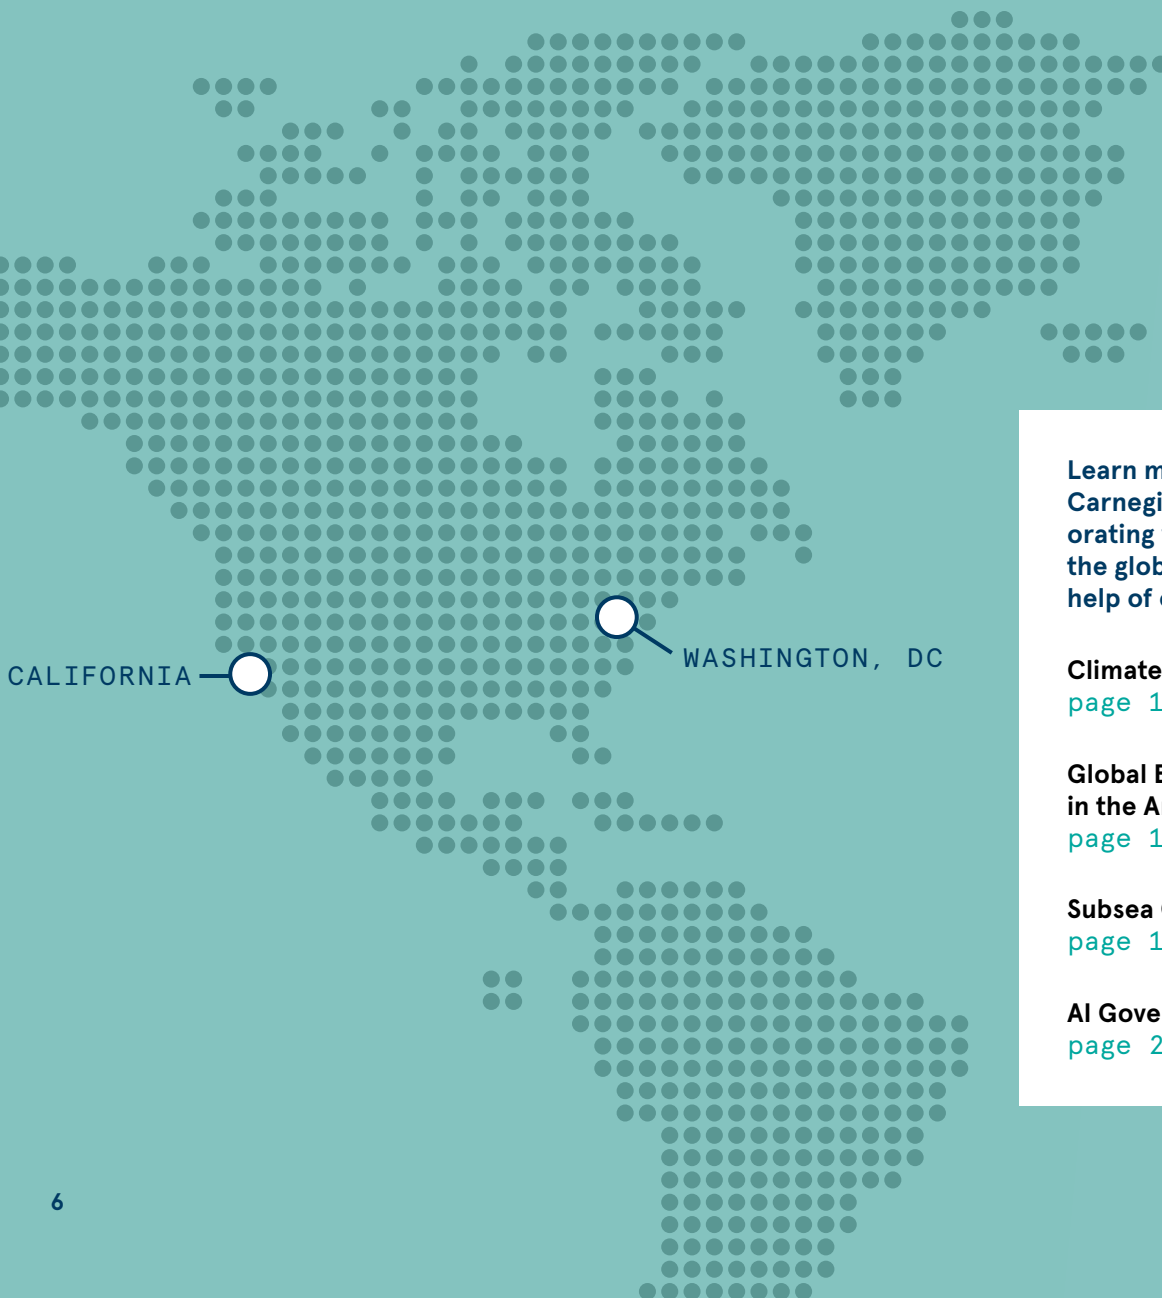 CALIFORNIA
WASHINGTON, DC
Learn m
Carnegi
orating
the glob
help of
Climate
page 1
Global E
in the A
page 1
Subsea
page 1
AI Gove
page 2
6